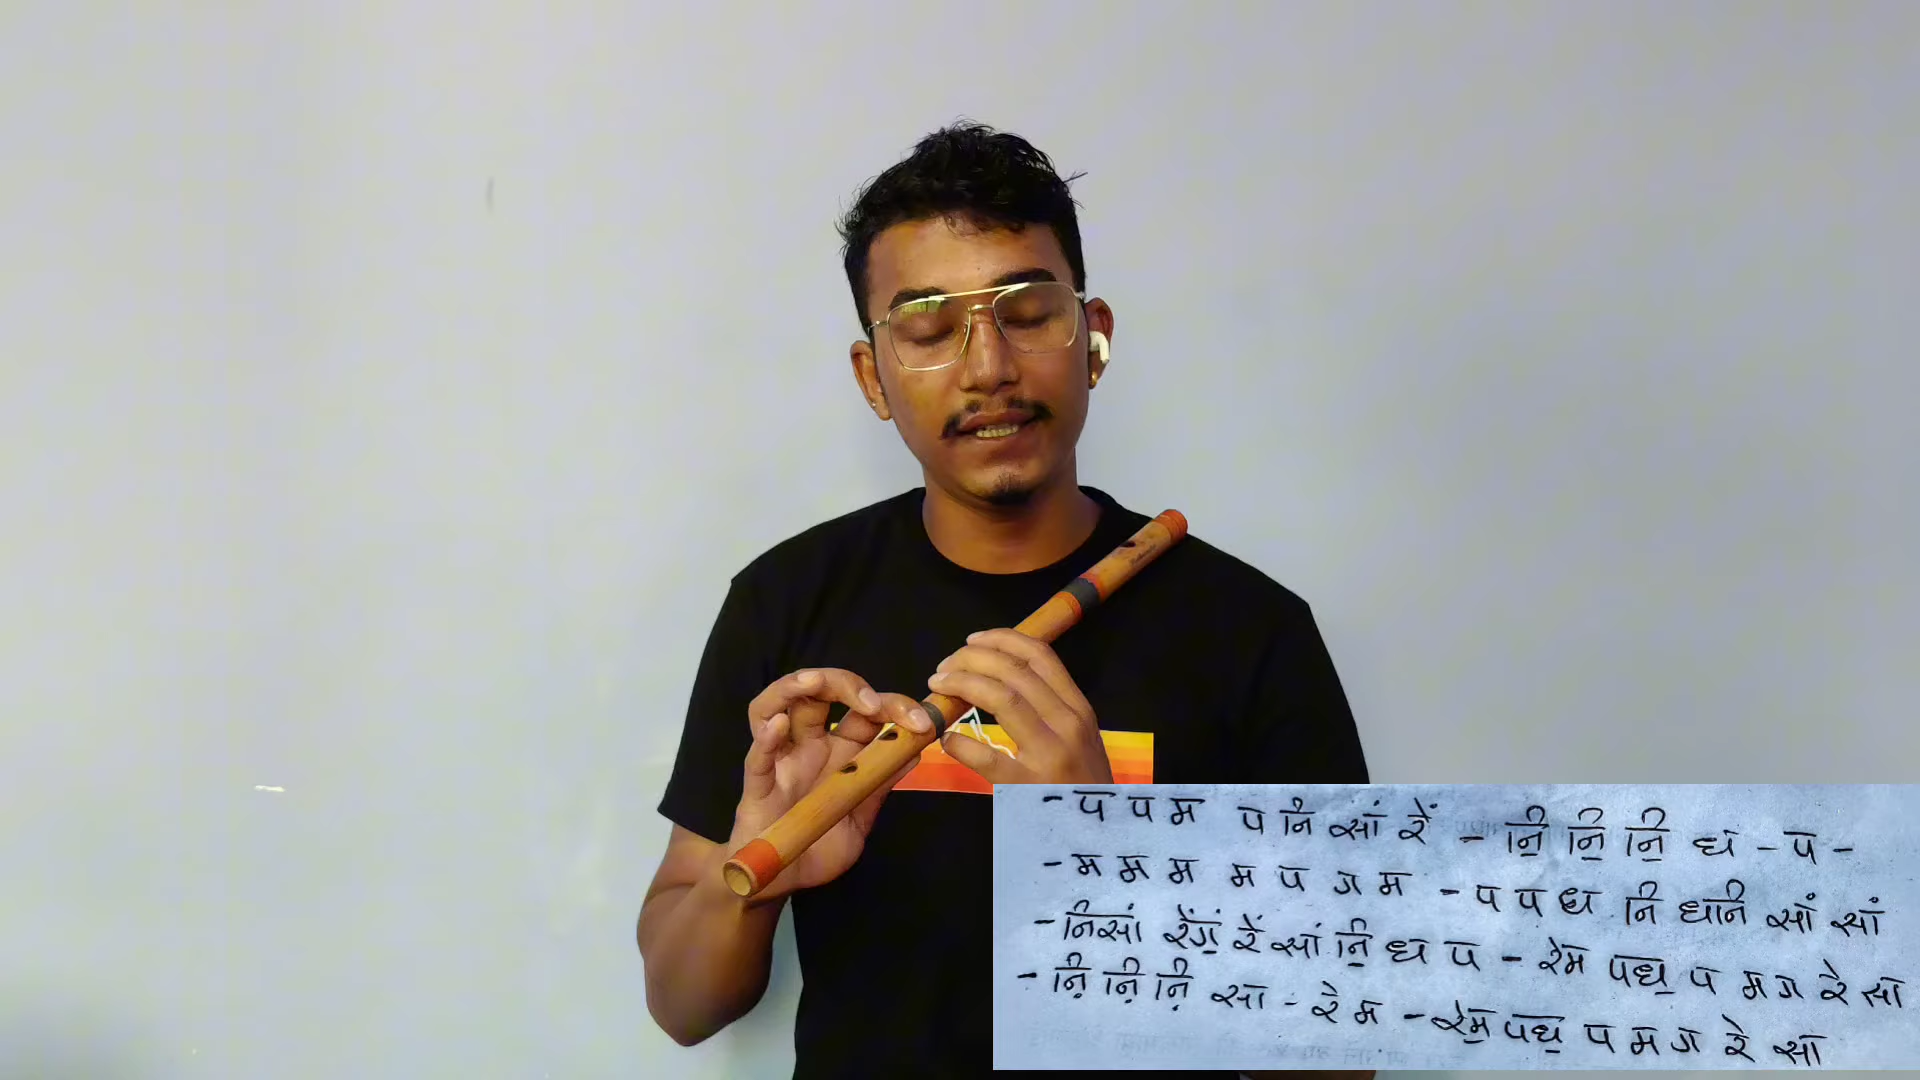 - प प म प नि सां रें - नि॒ नि॒ नि॒ ध - प -
- म म म म प ग म - प प ध नि धनि सां सां
- निसां रेंगं॒ रें सां नि॒ ध प - रेम पध॒ प म ग रे सा
- नि़ नि़ नि़ सा - रे म - रेम॒ पध॒ प म ग रे सा